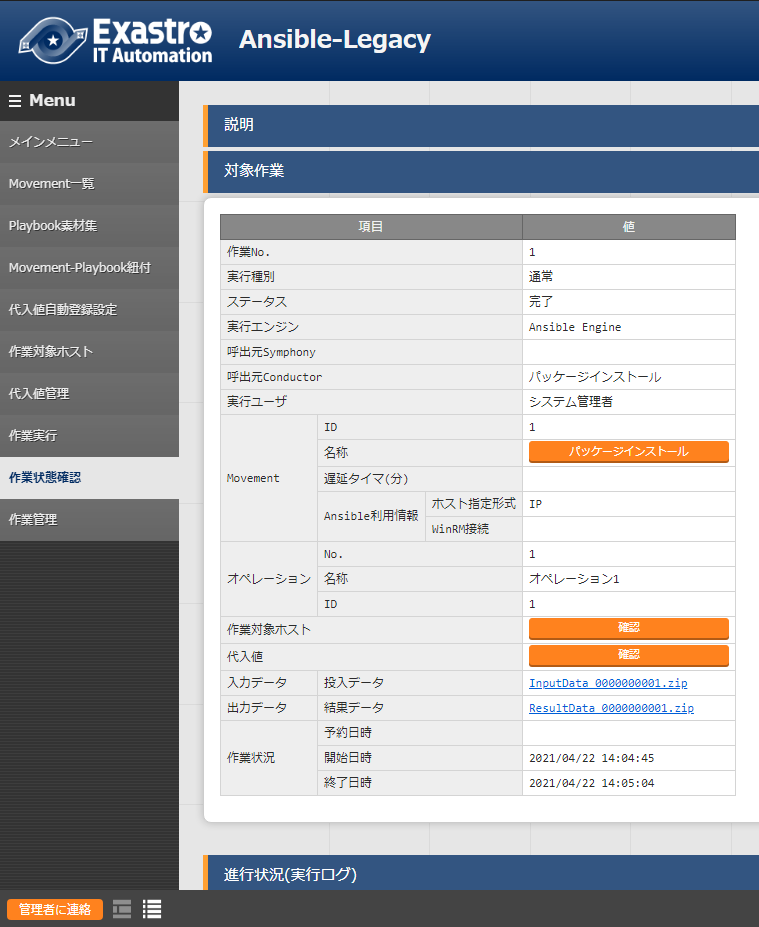 Exastro
IT Automation
Ansible-Legacy
Menu
メインメニュー
Movement一覧
Playbook素材集
Movement-Playbook紐付
代入値自動登録設定
作業対象ホスト
代入値管理
作業実行
作業状態確認
作業管理
説明
対象作業
項目 値
作業No. 1
実行種別 通常
ステータス 完了
実行エンジン Ansible Engine
呼出元Symphony
呼出元Conductor パッケージインストール
実行ユーザ システム管理者
Movement
ID 1
名称 パッケージインストール
遅延タイマ(分)
Ansible利用情報
ホスト指定形式 IP
WinRM接続
オペレーション
No. 1
名称 オペレーション1
ID 1
作業対象ホスト 確認
代入値 確認
入力データ 投入データ InputData_0000000001.zip
出力データ 結果データ ResultData_0000000001.zip
作業状況
予約日時
開始日時 2021/04/22 14:04:45
終了日時 2021/04/22 14:05:04
進行状況(実行ログ)
管理者に連絡